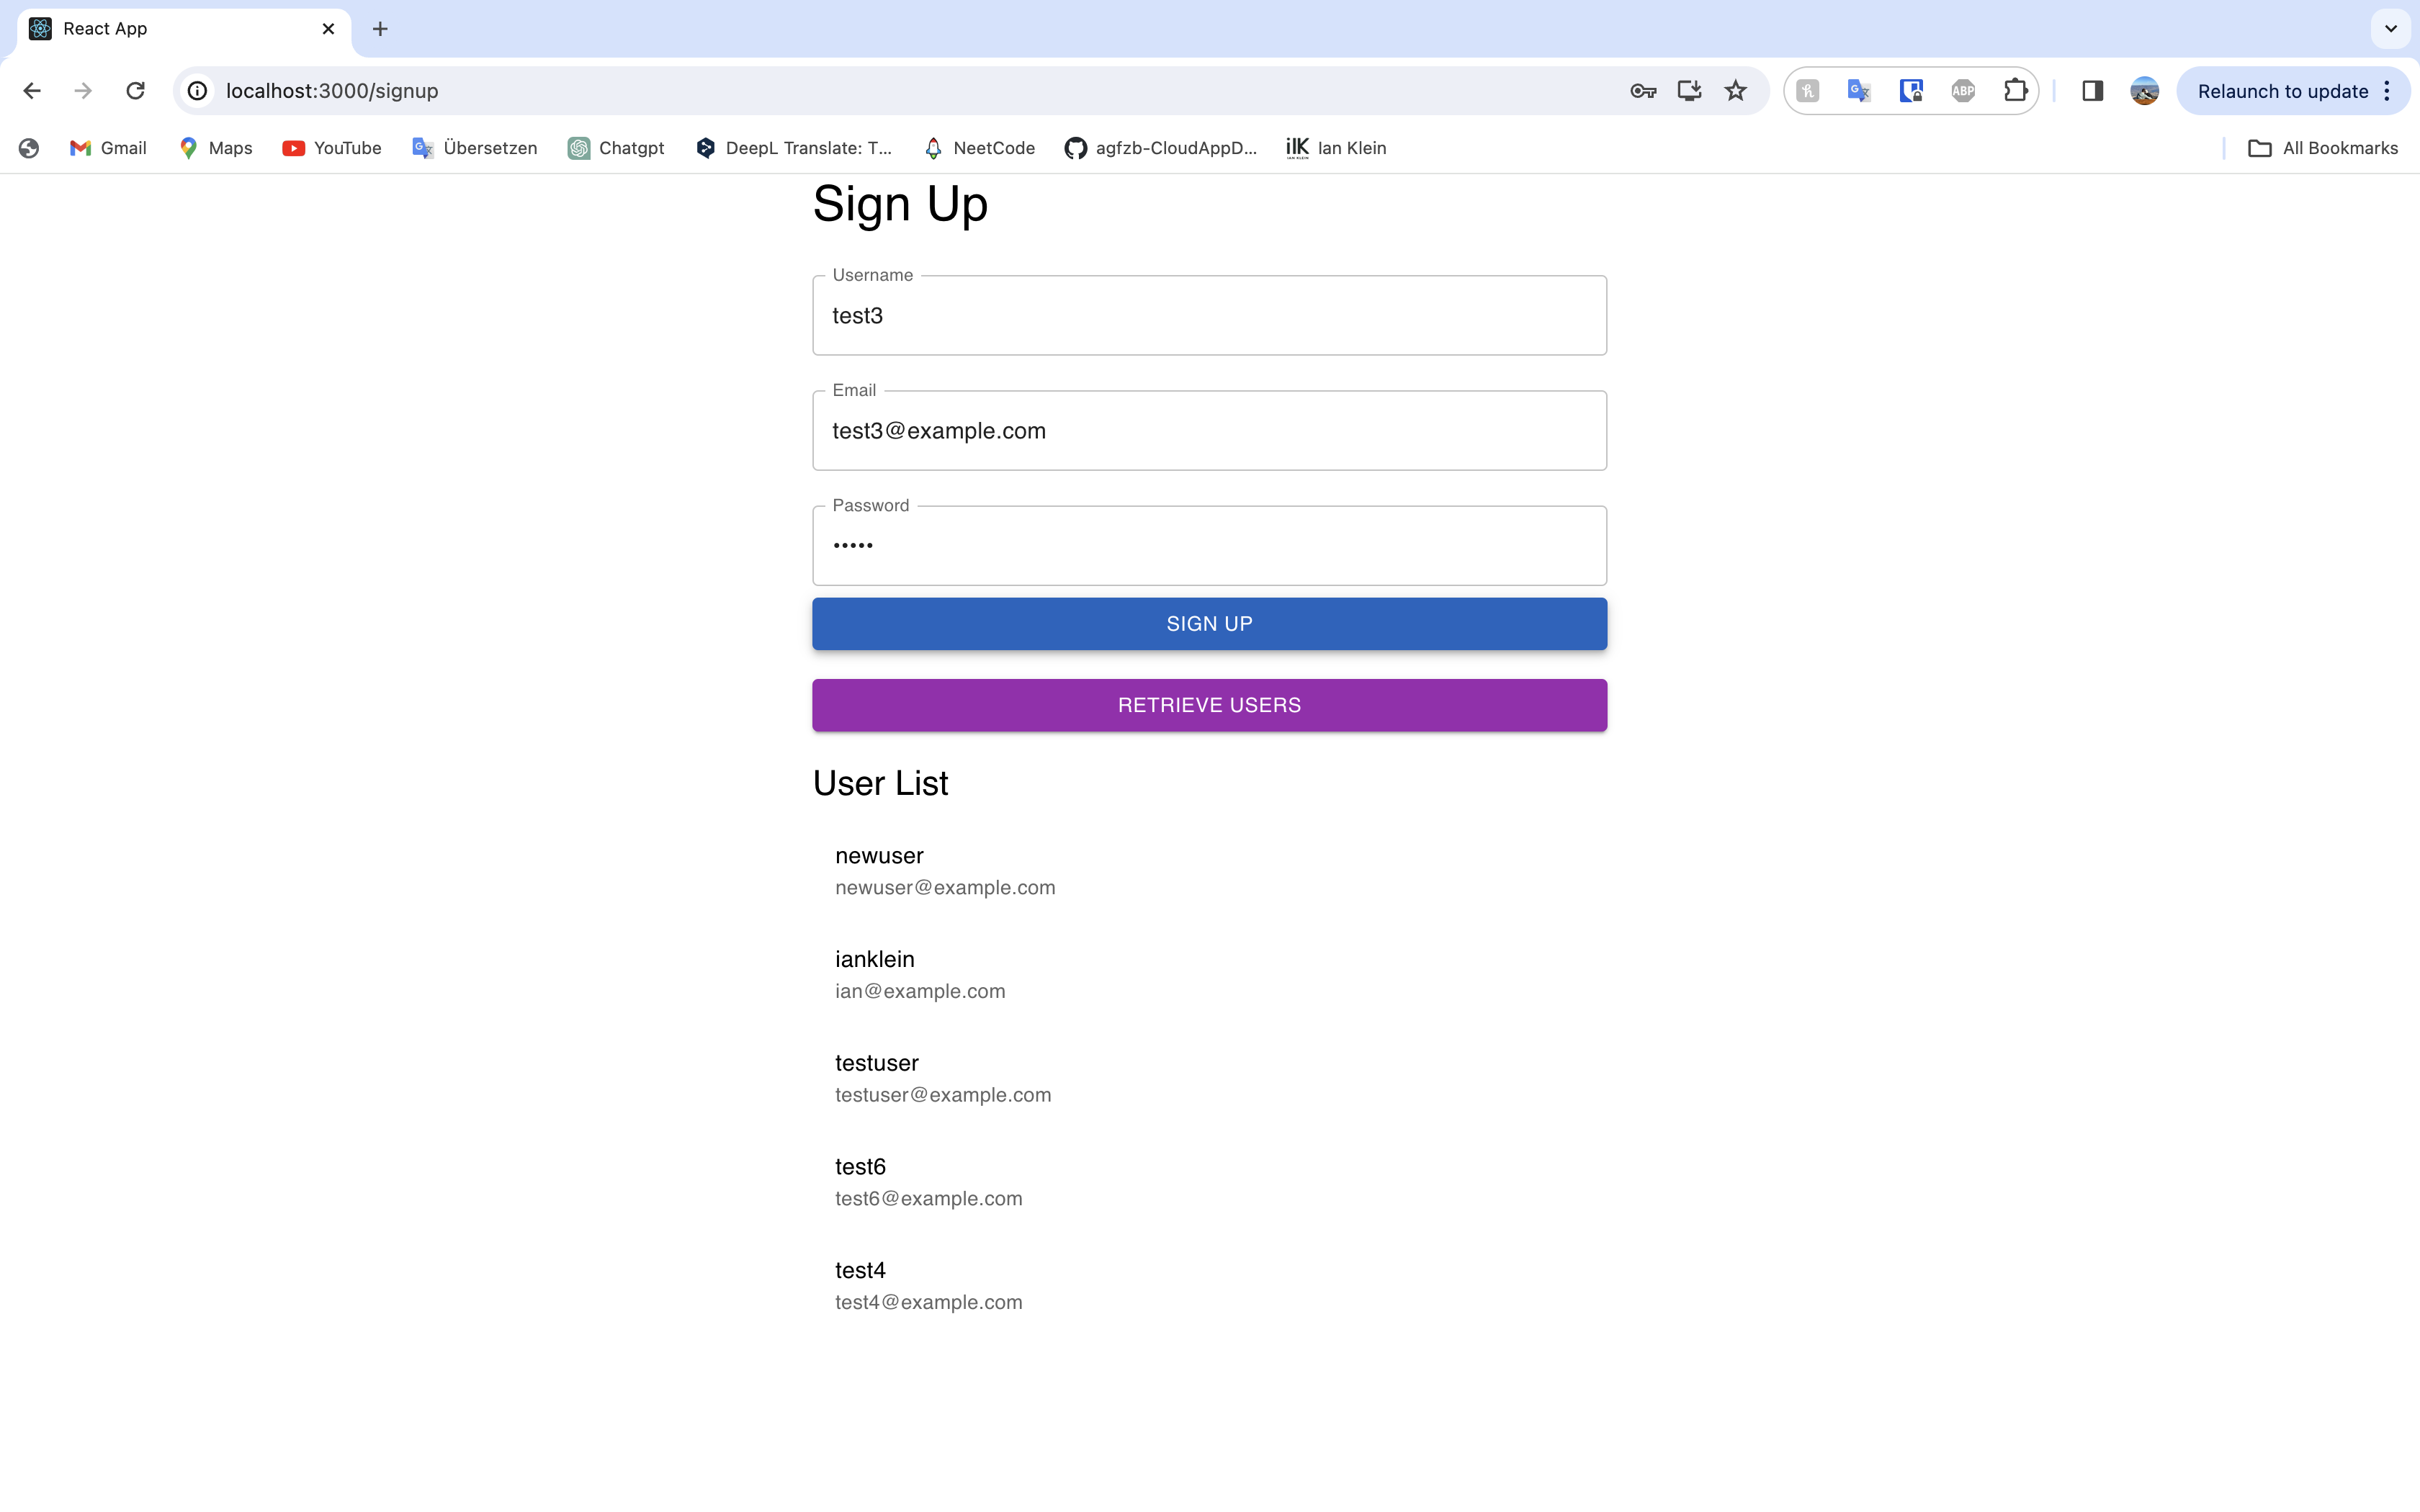 React App
localhost:3000/signup
ABP
Relaunch to update
Gmail
Maps
YouTube
Übersetzen
Chatgpt
DeepL Translate: T...
NeetCode
agfzb-CloudAppD...
ilK
IAN KLEIN
Ian Klein
All Bookmarks
Sign Up
Username
test3
Email
test3@example.com
Password
•••••
SIGN UP
RETRIEVE USERS
User List
newuser
newuser@example.com
ianklein
ian@example.com
testuser
testuser@example.com
test6
test6@example.com
test4
test4@example.com